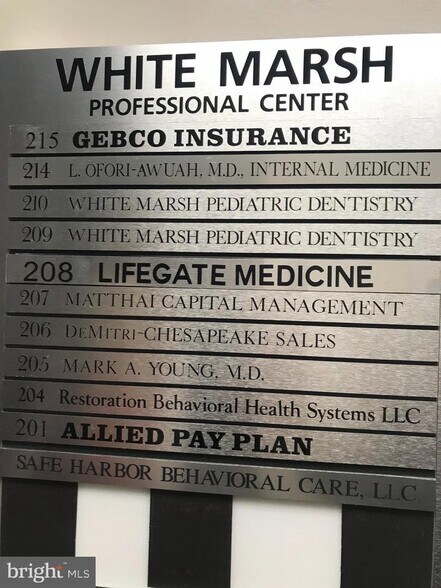 WHITE MARSH
PROFESSIONAL CENTER
215 GEBCO INSURANCE
214 L. OFORI-AWUAH, M.D., INTERNAL MEDICINE
210 WHITE MARSH PEDIATRIC DENTISTRY
209 WHITE MARSH PEDIATRIC DENTISTRY
208 LIFEGATE MEDICINE
207 MATTHAI CAPITAL MANAGEMENT
206 DEMITRI-CHESAPEAKE SALES
205 MARK A. YOUNG, M.D.
204 Restoration Behavioral Health Systems LLC
201 ALLIED PAY PLAN
SAFE HARBOR BEHAVIORAL CARE, LLC
bright MLS